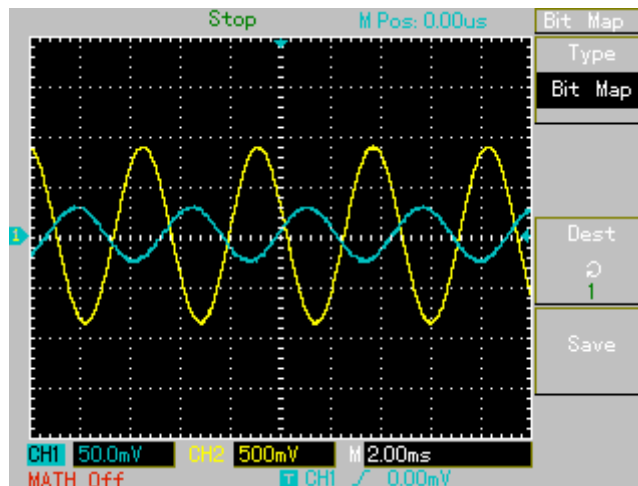 Stop M Pos: 0.00us Bit Map
Type
Bit Map
1
Dest
1
Save
CH1 50.0mV CH2 500mV M 2.00ms
MATH Off T CH1 0.00mV